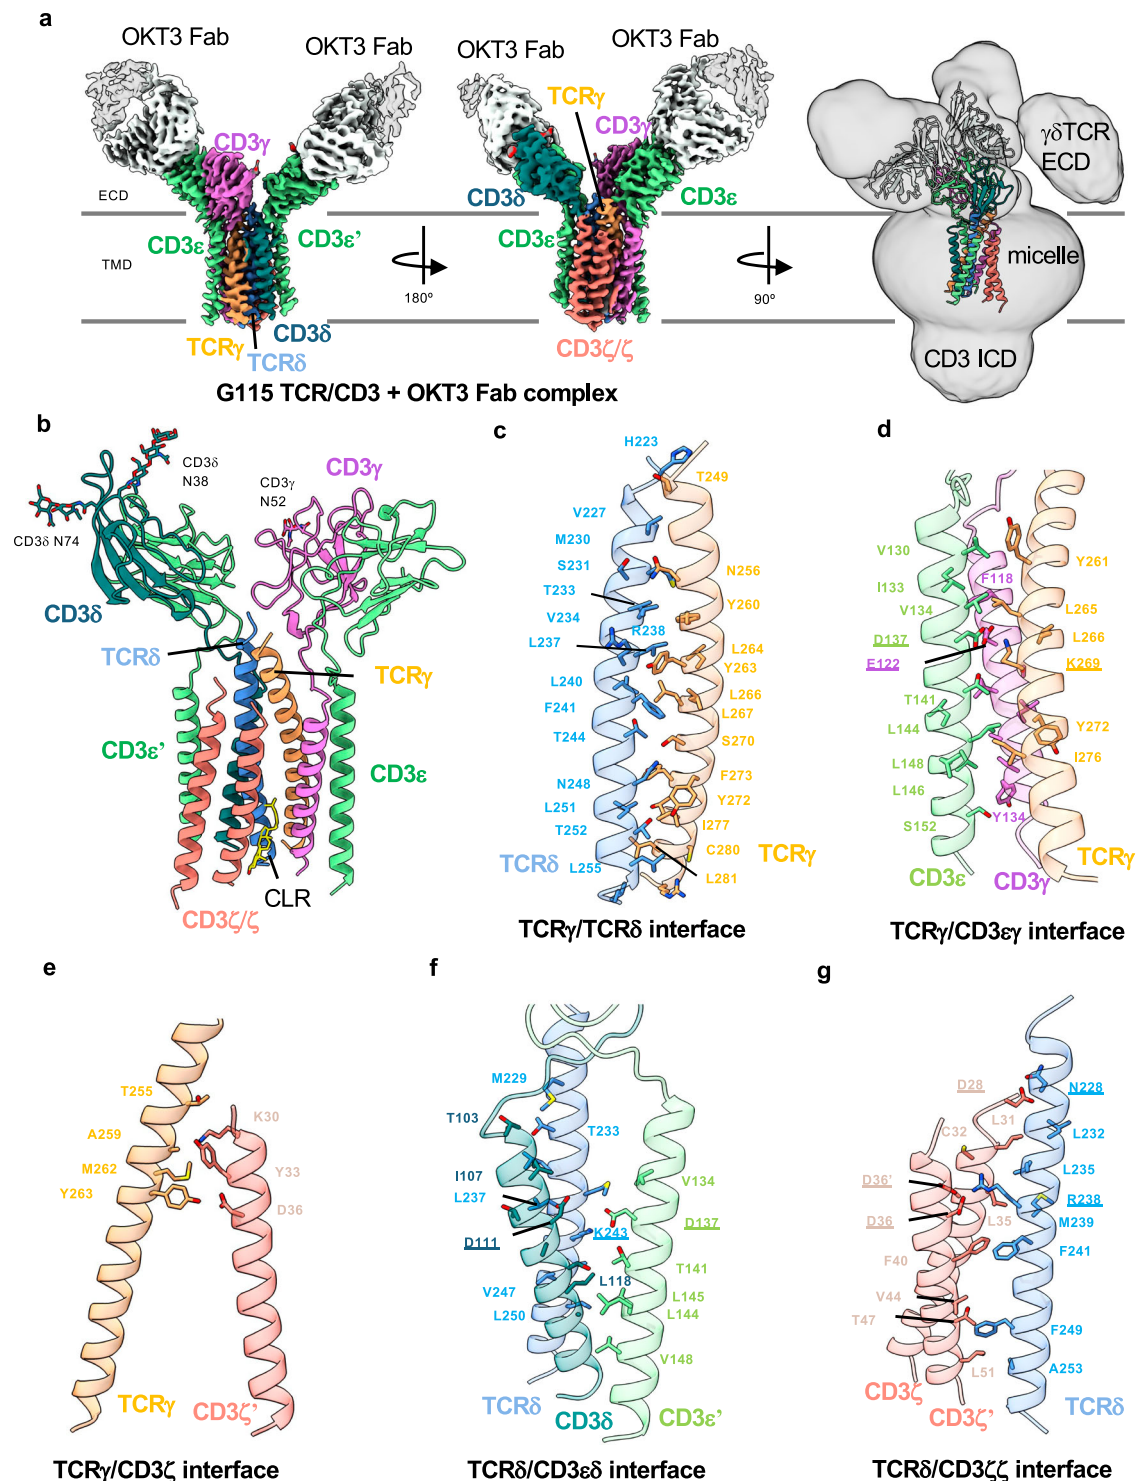 a
OKT3 Fab
OKT3 Fab
CD3γ
ECD
CD3ε
CD3ε'
TMD
CD3δ
TCRγ
TCRδ
180º
OKT3 Fab
OKT3 Fab
TCRγ
CD3γ
CD3δ
CD3ε
CD3ε
CD3ζ/ζ
90º
γδTCR
ECD
micelle
CD3 ICD
G115 TCR/CD3 + OKT3 Fab complex
b
CD3δ
N38
CD3γ
N52
CD3γ
CD3δ N74
CD3δ
TCRδ
TCRγ
CD3ε'
CD3ε
CLR
CD3ζ/ζ
c
H223
T249
V227
M230
S231
N256
T233
Y260
V234
R238
L237
L264
Y263
L240
L266
F241
L267
T244
S270
N248
F273
L251
Y272
T252
I277
C280
L255
L281
TCRδ
TCRγ
TCRγ/TCRδ interface
d
V130
Y261
I133
F118
V134
L265
D137
L266
E122
K269
T141
L144
Y272
I276
L148
L146
Y134
S152
CD3ε
CD3γ
TCRγ
TCRγ/CD3εγ interface
e
T255
K30
A259
M262
Y33
Y263
D36
TCRγ
CD3ζ'
TCRγ/CD3ζ interface
f
M229
T103
T233
I107
V134
L237
D111
K243
D137
T141
L118
V247
L145
L250
L144
V148
TCRδ
CD3δ
CD3ε'
TCRδ/CD3εδ interface
g
D28
N228
L31
C32
L232
L235
D36'
R238
D36
L35
M239
F40
F241
V44
T47
F249
L51
A253
CD3ζ
CD3ζ'
TCRδ
TCRδ/CD3ζζ interface